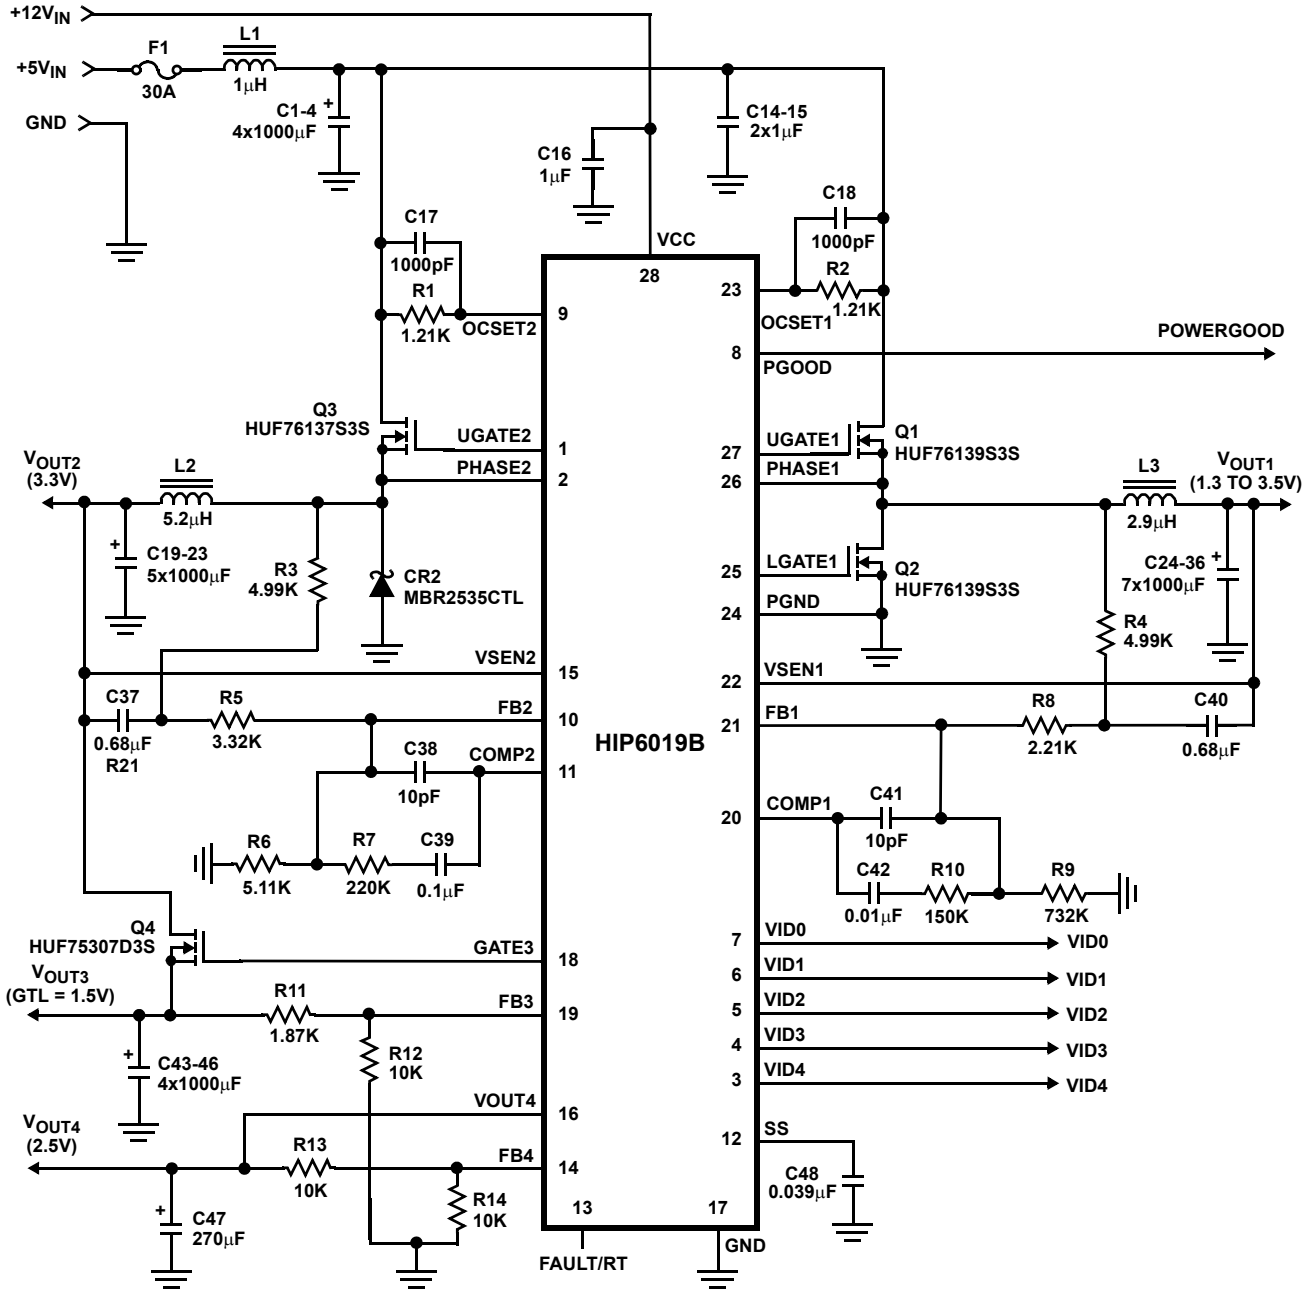 +12VIN
+5VIN
F1
30A
L1
1μH
GND
C1-4
4x1000μF
+
C14-15
2x1μF
C16
1μF
C18
1000pF
C17
1000pF
VCC
28
R2
1.21K
23
OCSET1
R1
1.21K
OCSET2
9
POWERGOOD
8
PGOOD
Q3
HUF76137S3S
UGATE2
1
PHASE2
2
UGATE1
27
PHASE1
26
Q1
HUF76139S3S
VOUT2
(3.3V)
L2
5.2μH
L3
2.9μH
VOUT1
(1.3 TO 3.5V)
+
C19-23
5x1000μF
R3
4.99K
CR2
MBR2535CTL
LGATE1
25
PGND
24
Q2
HUF76139S3S
C24-36
+
7x1000μF
R4
4.99K
VSEN2
15
VSEN1
22
C37
0.68μF
R21
R5
3.32K
FB2
10
FB1
21
R8
2.21K
C40
0.68μF
HIP6019B
C38
10pF
COMP2
11
COMP1
20
C41
10pF
R6
5.11K
R7
220K
C39
0.1μF
C42
0.01μF
R10
150K
R9
732K
Q4
HUF75307D3S
GATE3
18
7
VID0
VID0
6
VID1
VID1
5
VID2
VID2
4
VID3
VID3
3
VID4
VID4
VOUT3
(GTL = 1.5V)
R11
1.87K
FB3
19
+
C43-46
4x1000μF
R12
10K
VOUT4
16
VOUT4
(2.5V)
R13
10K
FB4
14
12
SS
C48
0.039μF
+
C47
270μF
R14
10K
13
FAULT/RT
17
GND